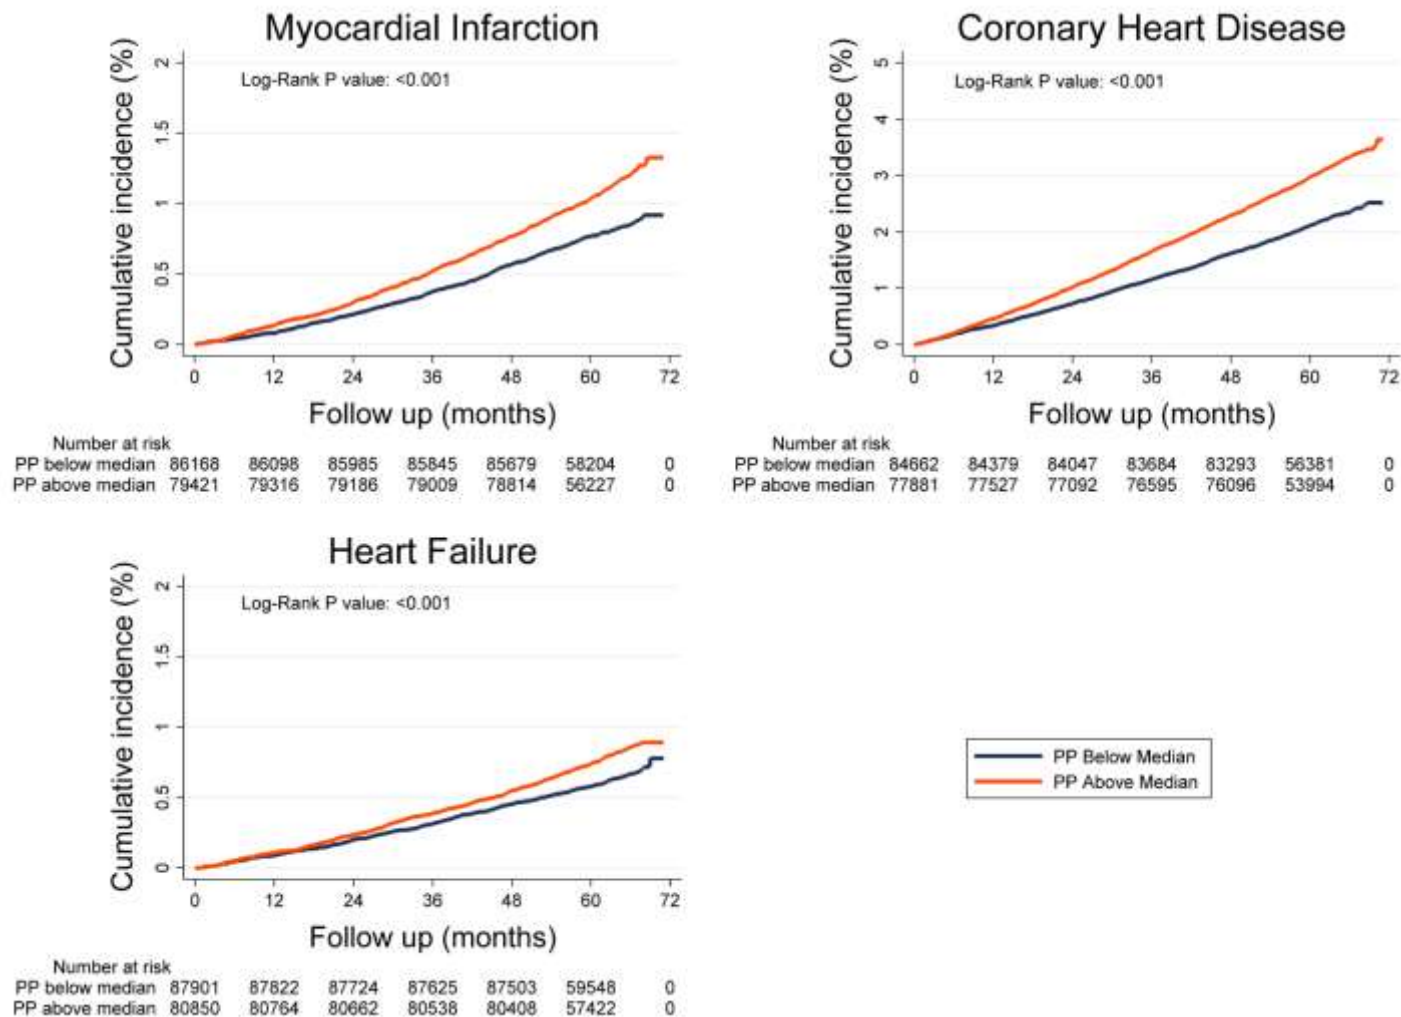 Myocardial Infarction
Cumulative incidence (%)
2
1.5
1
0.5
0
Log-Rank P value: <0.001
0 12 24 36 48 60 72
Follow up (months)
Number at risk
PP below median 86168 86098 85985 85845 85679 58204 0
PP above median 79421 79316 79186 79009 78814 56227 0
Coronary Heart Disease
Cumulative incidence (%)
5
4
3
2
1
0
Log-Rank P value: <0.001
0 12 24 36 48 60 72
Follow up (months)
Number at risk
PP below median 84662 84379 84047 83684 83293 56381 0
PP above median 77881 77527 77092 76595 76096 53994 0
Heart Failure
Cumulative incidence (%)
2
1.5
1
0.5
0
Log-Rank P value: <0.001
0 12 24 36 48 60 72
Follow up (months)
Number at risk
PP below median 87901 87822 87724 87625 87503 59548 0
PP above median 80850 80764 80662 80538 80408 57422 0
PP Below Median
PP Above Median